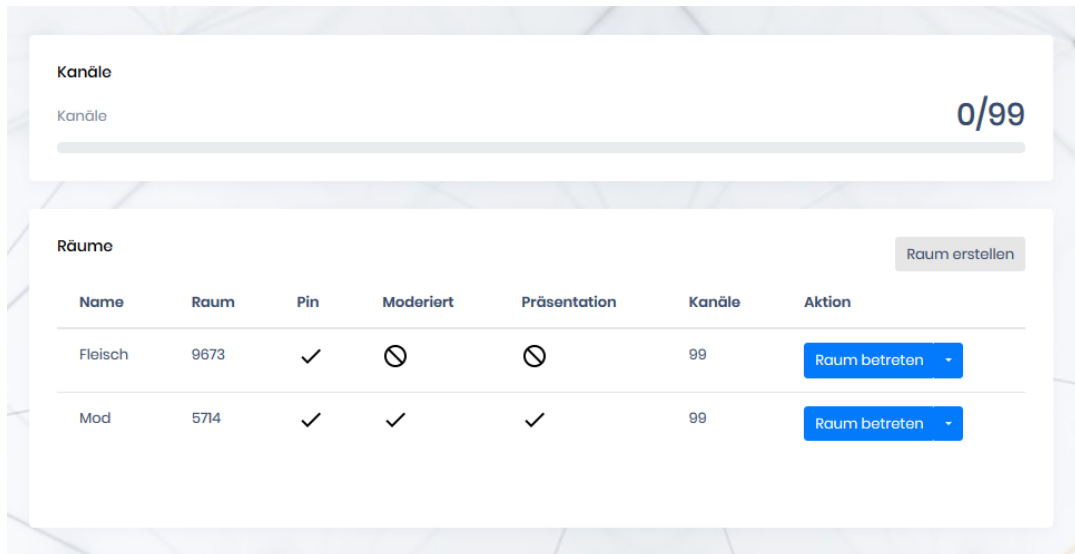 Kanäle
Kanäle 0/99
Räume
Raum erstellen
Name Raum Pin Moderiert Präsentation Kanäle Aktion
Fleisch 9673 99 Raum betreten
Mod 5714 99 Raum betreten